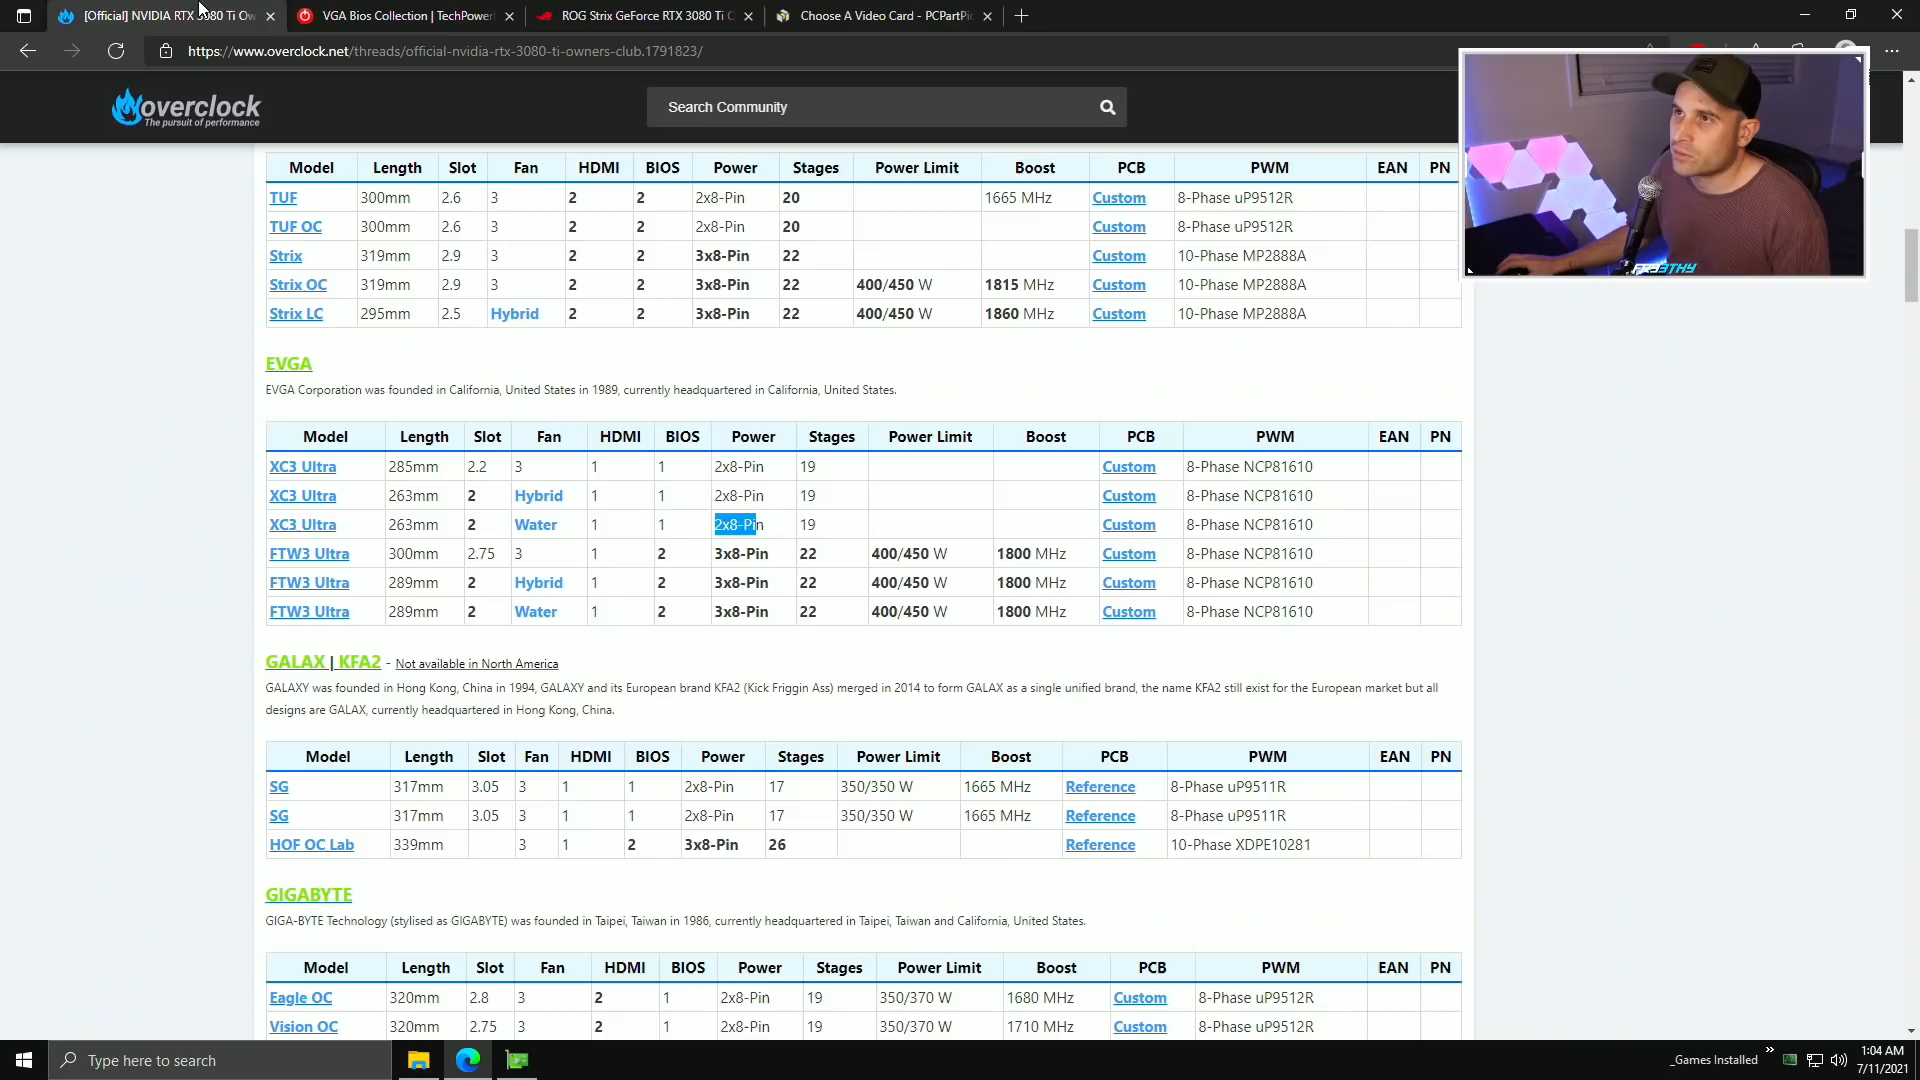 [Official] NVIDIA RTX 3080 Ti Ow
VGA Bios Collection | TechPower
ROG Strix GeForce RTX 3080 Ti
Choose A Video Card - PCPartPi
https://www.overclock.net/threads/official-nvidia-rtx-3080-ti-owners-club.1791823/
overclock
The pursuit of performance
Search Community
Model Length Slot Fan HDMI BIOS Power Stages Power Limit Boost PCB PWM EAN PN
TUF 300mm 2.6 3 2 2 2x8-Pin 20 1665 MHz Custom 8-Phase uP9512R
TUF OC 300mm 2.6 3 2 2 2x8-Pin 20 Custom 8-Phase uP9512R
Strix 319mm 2.9 3 2 2 3x8-Pin 22 Custom 10-Phase MP2888A
Strix OC 319mm 2.9 3 2 2 3x8-Pin 22 400/450 W 1815 MHz Custom 10-Phase MP2888A
Strix LC 295mm 2.5 Hybrid 2 2 3x8-Pin 22 400/450 W 1860 MHz Custom 10-Phase MP2888A
EVGA
EVGA Corporation was founded in California, United States in 1989, currently headquartered in California, United States.
Model Length Slot Fan HDMI BIOS Power Stages Power Limit Boost PCB PWM EAN PN
XC3 Ultra 285mm 2.2 3 1 1 2x8-Pin 19 Custom 8-Phase NCP81610
XC3 Ultra 263mm 2 Hybrid 1 1 2x8-Pin 19 Custom 8-Phase NCP81610
XC3 Ultra 263mm 2 Water 1 1 2x8-Pin 19 Custom 8-Phase NCP81610
FTW3 Ultra 300mm 2.75 3 1 2 3x8-Pin 22 400/450 W 1800 MHz Custom 8-Phase NCP81610
FTW3 Ultra 289mm 2 Hybrid 1 2 3x8-Pin 22 400/450 W 1800 MHz Custom 8-Phase NCP81610
FTW3 Ultra 289mm 2 Water 1 2 3x8-Pin 22 400/450 W 1800 MHz Custom 8-Phase NCP81610
GALAX | KFA2 - Not available in North America
GALAXY was founded in Hong Kong, China in 1994, GALAXY and its European brand KFA2 (Kick Friggin Ass) merged in 2014 to form GALAX as a single unified brand, the name KFA2 still exist for the European market but all
designs are GALAX, currently headquartered in Hong Kong, China.
Model Length Slot Fan HDMI BIOS Power Stages Power Limit Boost PCB PWM EAN PN
SG 317mm 3.05 3 1 1 2x8-Pin 17 350/350 W 1665 MHz Reference 8-Phase uP9511R
SG 317mm 3.05 3 1 1 2x8-Pin 17 350/350 W 1665 MHz Reference 8-Phase uP9511R
HOF OC Lab 339mm 3 1 2 3x8-Pin 26 Reference 10-Phase XDPE10281
GIGABYTE
GIGA-BYTE Technology (stylised as GIGABYTE) was founded in Taipei, Taiwan in 1986, currently headquartered in Taipei, Taiwan and California, United States.
Model Length Slot Fan HDMI BIOS Power Stages Power Limit Boost PCB PWM EAN PN
Eagle OC 320mm 2.8 3 2 1 2x8-Pin 19 350/370 W 1680 MHz Custom 8-Phase uP9512R
Vision OC 320mm 2.75 3 2 1 2x8-Pin 19 350/370 W 1710 MHz Custom 8-Phase uP9512R
Type here to search
_Games Installed
1:04 AM
7/11/2021